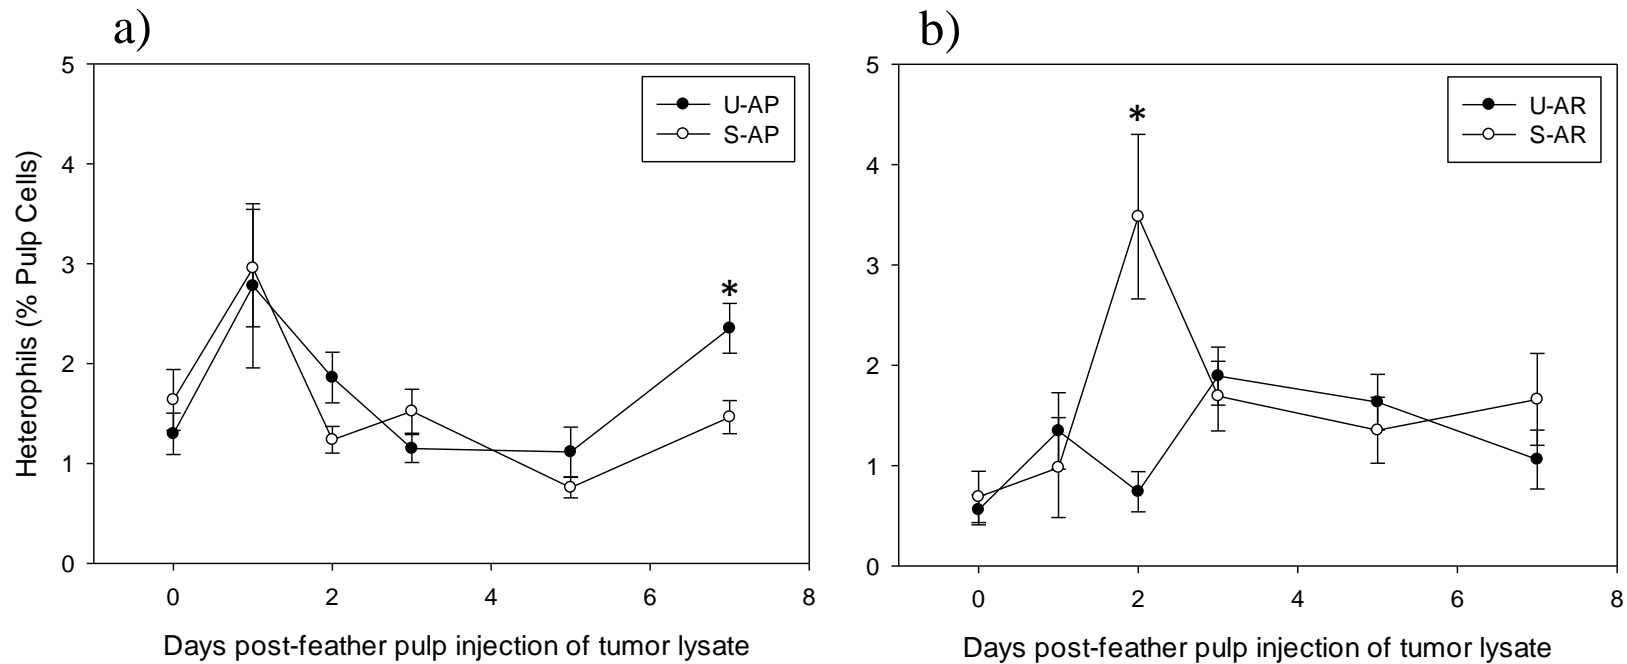 a)
5
4
3
2
1
0
Heterophils (% Pulp Cells)
U-AP
S-AP
*
0 2 4 6 8
Days post-feather pulp injection of tumor lysate
b)
5
4
3
2
1
0
U-AR
S-AR
*
0 2 4 6 8
Days post-feather pulp injection of tumor lysate